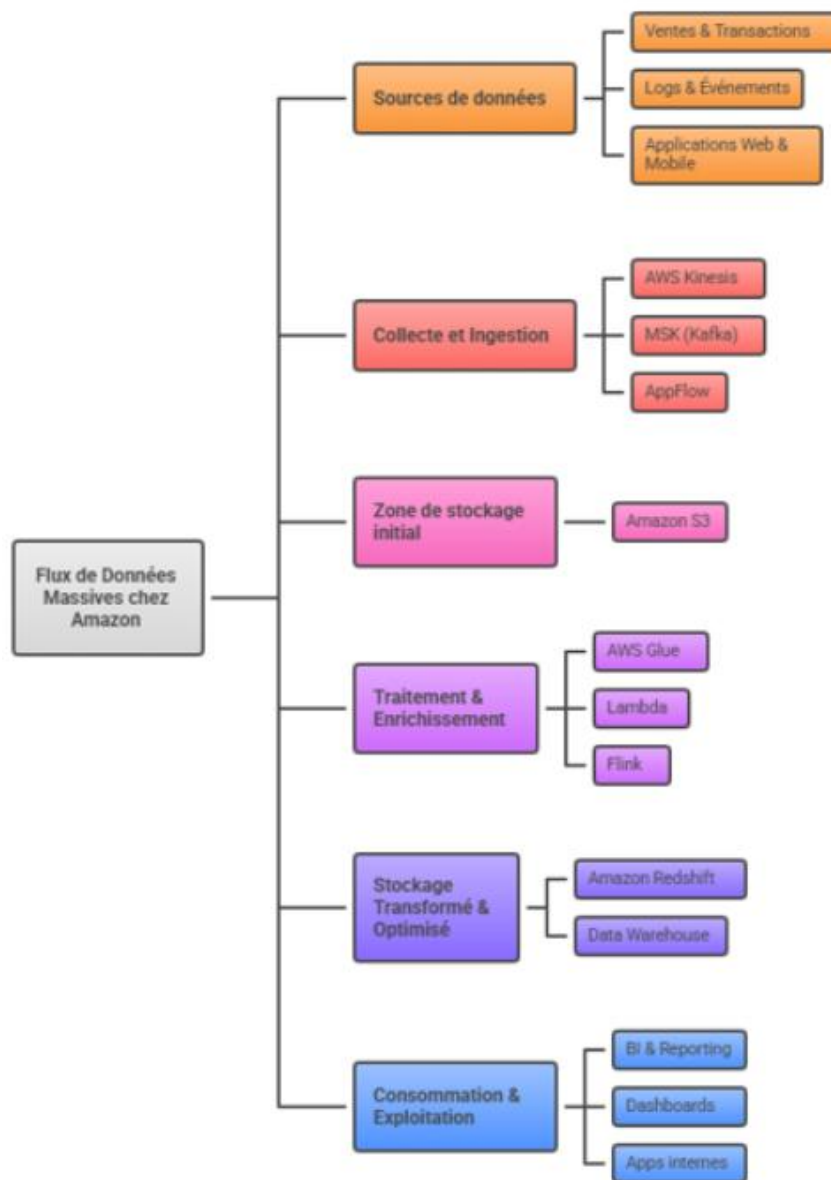 Flux de Données
Massives chez
Amazon
Sources de données
Ventes & Transactions
Logs & Événements
Applications Web &
Mobile
Collecte et Ingestion
AWS Kinesis
MSK (Kafka)
AppFlow
Zone de stockage
initial
Amazon S3
Traitement &
Enrichissement
AWS Glue
Lambda
Flink
Stockage
Transformé &
Optimisé
Amazon Redshift
Data Warehouse
Consommation &
Exploitation
BI & Reporting
Dashboards
Apps internes